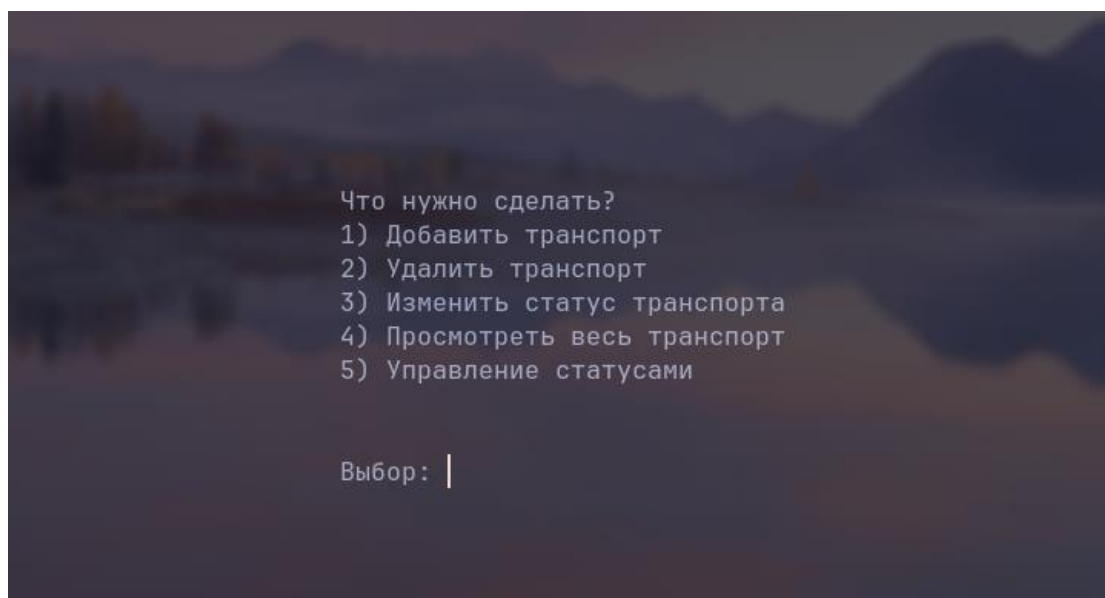 Что нужно сделать?
1) Добавить транспорт
2) Удалить транспорт
3) Изменить статус транспорта
4) Просмотреть весь транспорт
5) Управление статусами
Выбор: